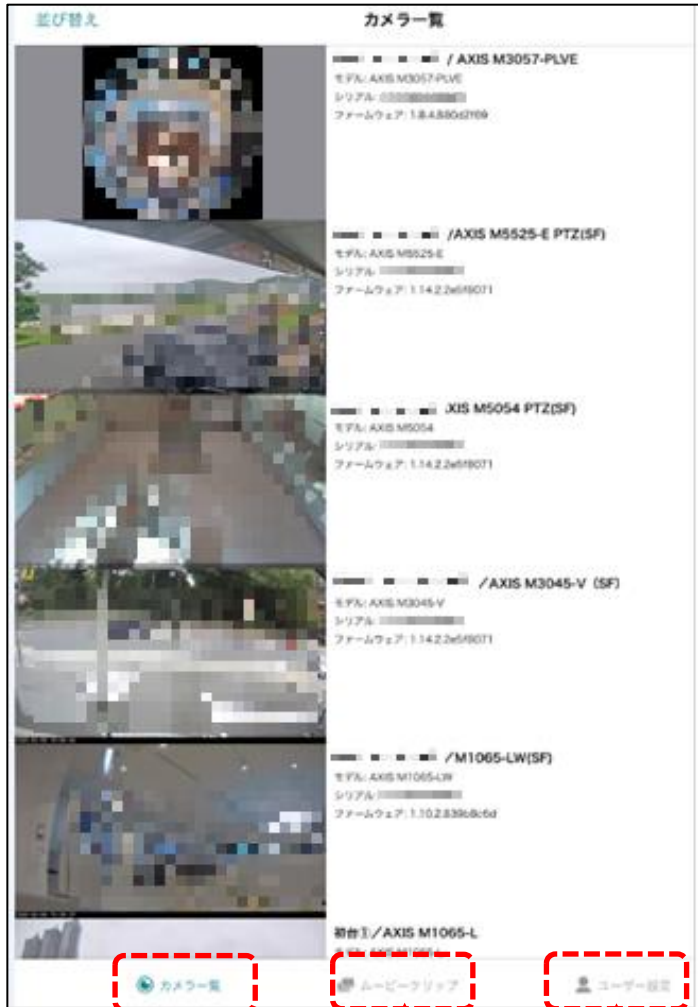 並び替え
カメラ一覧
/ AXIS M3057-PLVE
モデル: AXIS M3057-PLVE
シリアル:
ファームウェア: 1.8.4.880d2f69
/AXIS M5525-E PTZ(SF)
モデル: AXIS M5525-E
シリアル:
ファームウェア: 1.14.2.2e5f8071
XIS M5054 PTZ(SF)
モデル: AXIS M5054
シリアル:
ファームウェア: 1.14.2.2e5f8071
/AXIS M3045-V (SF)
モデル: AXIS M3045-V
シリアル:
ファームウェア: 1.14.2.2e5f8071
/M1065-LW(SF)
モデル: AXIS M1065-LW
シリアル:
ファームウェア: 1.10.2.839b8c6d
初台①/AXIS M1065-L
カメラ一覧
ムービークリップ
ユーザー設定